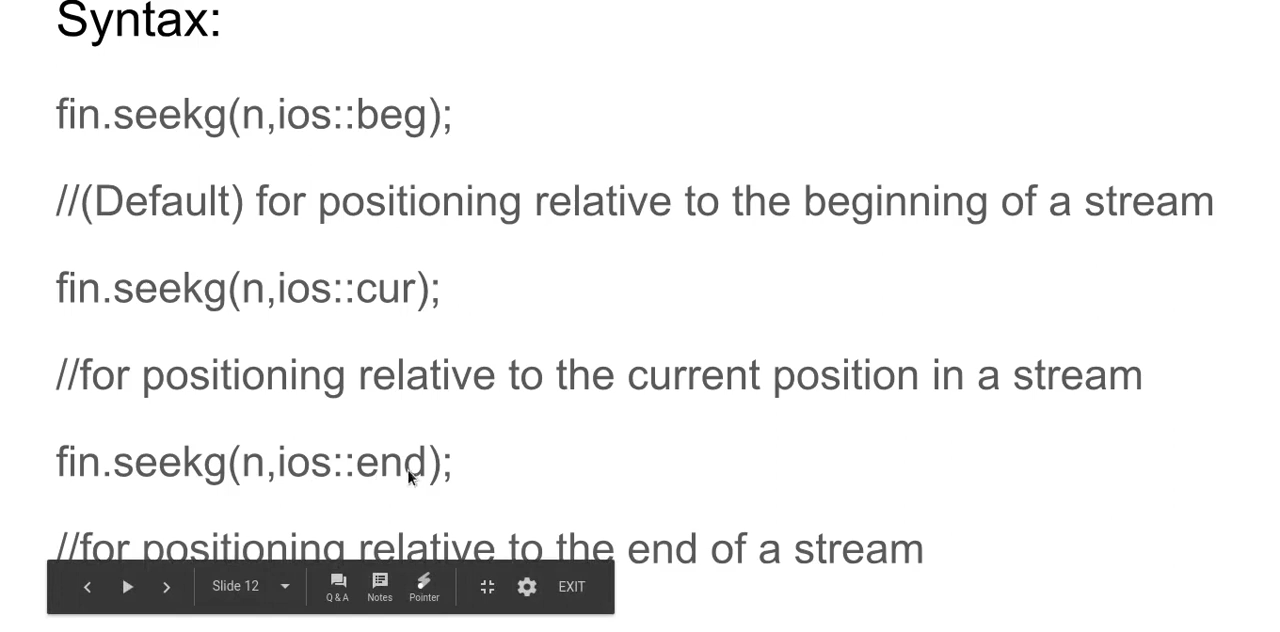 Syntax:
fin.seekg(n,ios::beg);
//(Default) for positioning relative to the beginning of a stream
fin.seekg(n,ios::cur);
//for positioning relative to the current position in a stream
fin.seekg(n,ios::end);
//for positioning relative to the end of a stream
Slide 12
Q & A
Notes
Pointer
EXIT